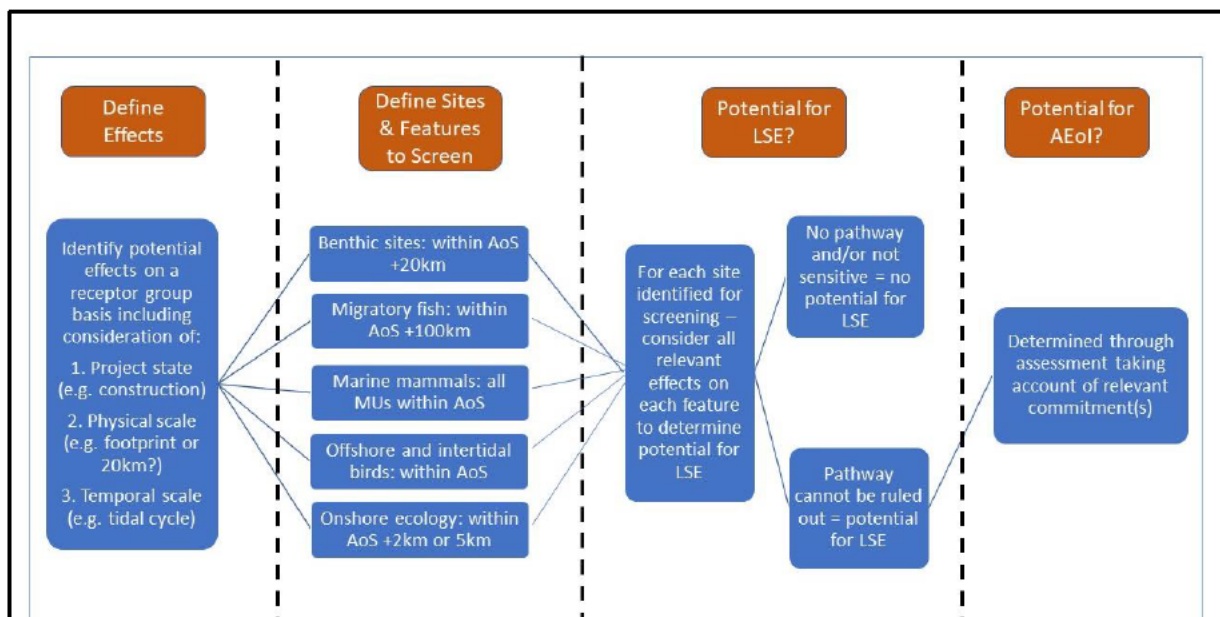 Define
Effects
Define Sites
& Features
to Screen
Potential for
LSE?
Potential for
AEoI?
Identify potential
effects on a
receptor group
basis including
consideration of:
1. Project state
(e.g. construction)
2. Physical scale
(e.g. footprint or
20km?)
3. Temporal scale
(e.g. tidal cycle)
Benthic sites: within AoS
+20km
Migratory fish: within
AoS +100km
Marine mammals: all
MUs within AoS
Offshore and intertidal
birds: within AoS
Onshore ecology: within
AoS +2km or 5km
For each site
identified for
screening –
consider all
relevant
effects on
each feature
to determine
potential for
LSE
No pathway
and/or not
sensitive = no
potential for
LSE
Pathway
cannot be ruled
out = potential
for LSE
Determined through
assessment taking
account of relevant
commitment(s)